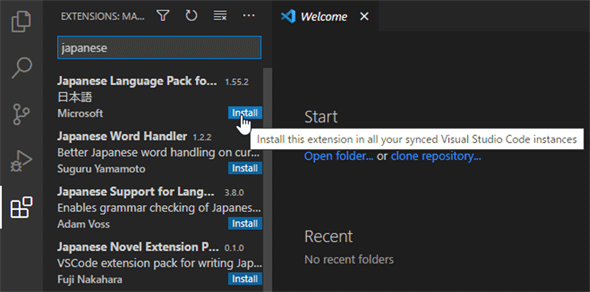 EXTENSIONS: MA...
Welcome
japanese
Japanese Language Pack fo... 1.55.2
日本語
Microsoft Install
Install this extension in all your synced Visual Studio Code instances
Japanese Word Handler 1.2.2
Better Japanese word handling on cur...
Suguru Yamamoto Install
Japanese Support for Lang... 3.8.0
Enables grammar checking of Japanes...
Adam Voss Install
Japanese Novel Extension P... 0.1.0
VSCode extension pack for writing Jap...
Fuji Nakahara Install
Start
Open folder... or clone repository...
Recent
No recent folders